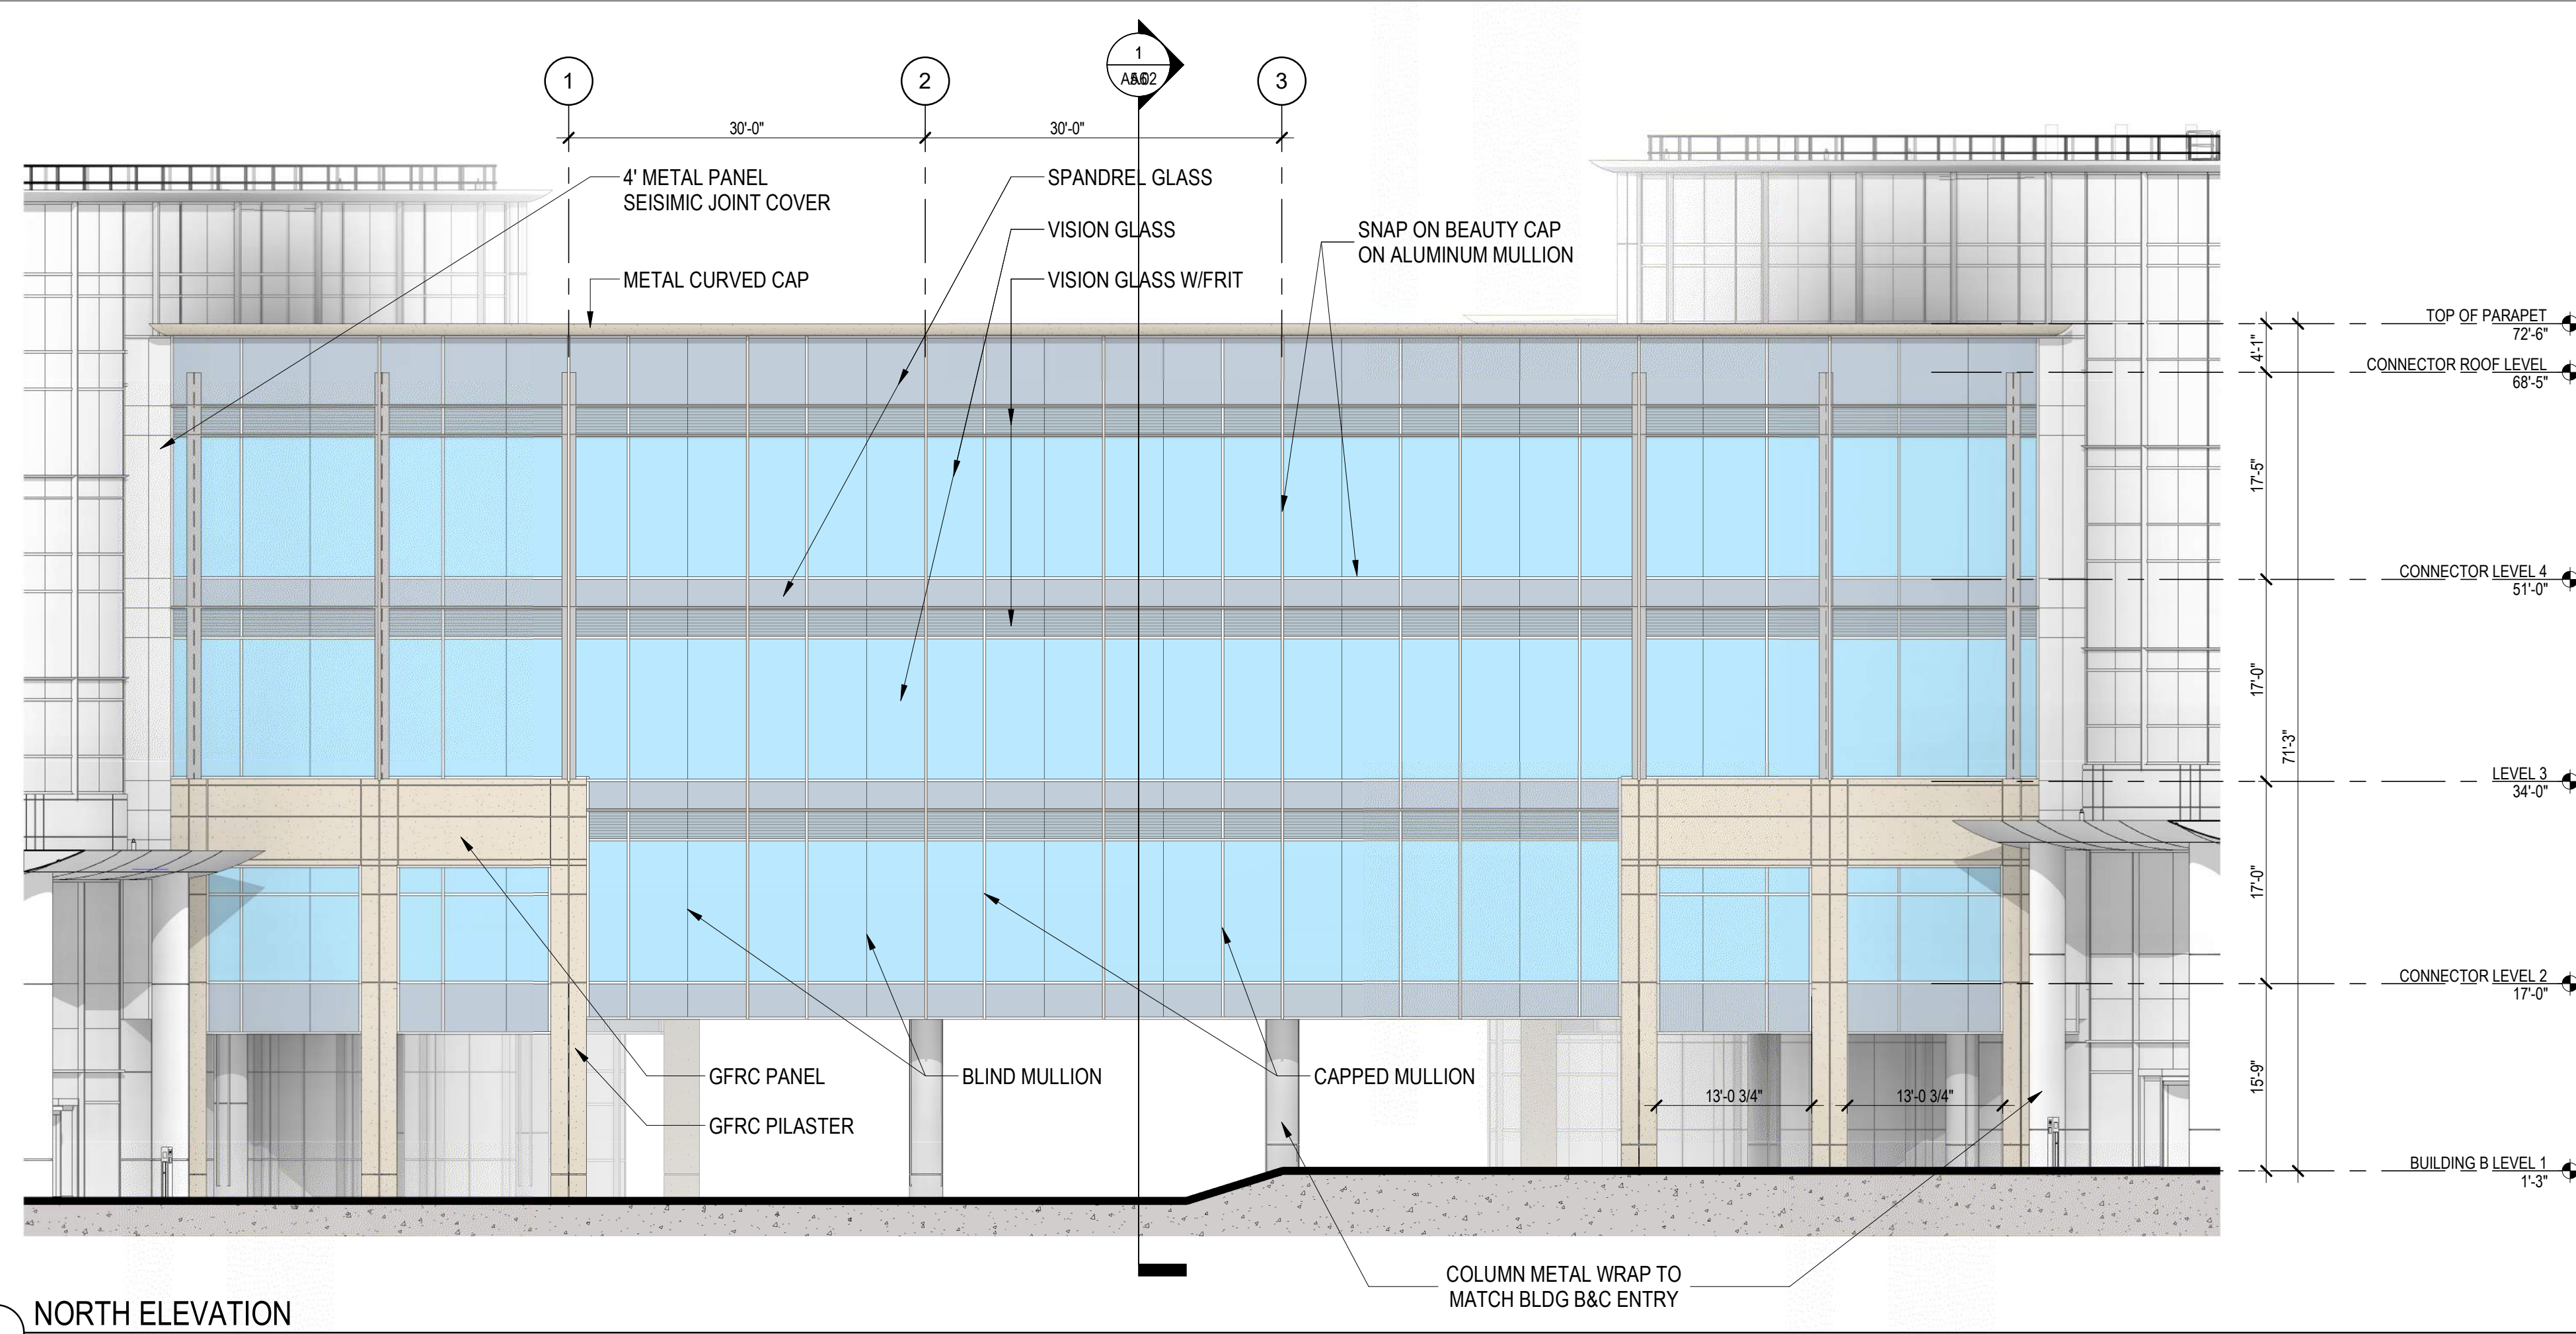 1
2
1
3
30'-0"
30'-0"
4' METAL PANEL
SEISIMIC JOINT COVER
SPANDREL GLASS
VISION GLASS
SNAP ON BEAUTY CAP
ON ALUMINUM MULLION
METAL CURVED CAP
VISION GLASS W/FRIT
TOP OF PARAPET
72'-6"
4'-1"
CONNECTOR ROOF LEVEL
68'-5"
17'-5"
CONNECTOR LEVEL 4
51'-0"
17'-0"
71'-3"
LEVEL 3
34'-0"
17'-0"
CONNECTOR LEVEL 2
17'-0"
15'-9"
GFRC PANEL
BLIND MULLION
CAPPED MULLION
13'-0 3/4"
13'-0 3/4"
GFRC PILASTER
BUILDING B LEVEL 1
1'-3"
COLUMN METAL WRAP TO
MATCH BLDG B&C ENTRY
NORTH ELEVATION